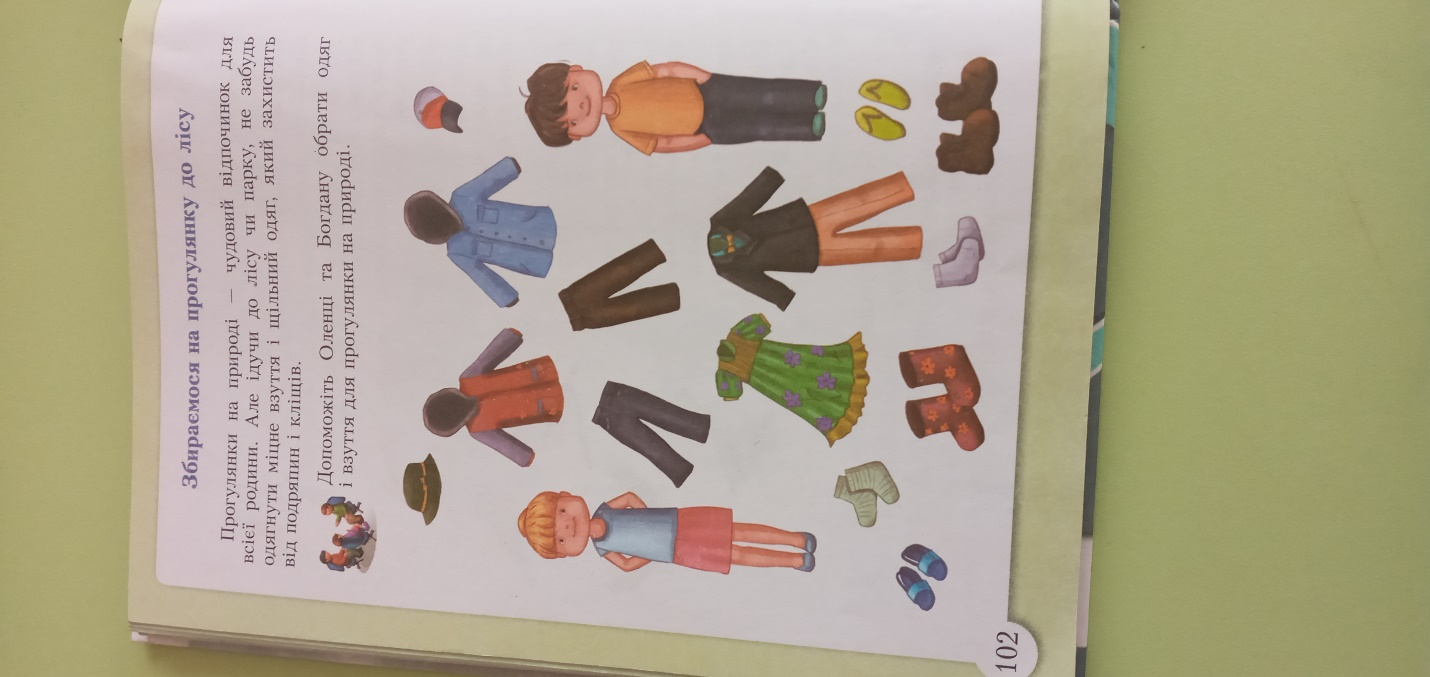 Збираємося на прогулянку до лісу
Прогулянки на природі — чудовий відпочинок для
всієї родини. Але ідучи до лісу чи парку, не забудь
одягнути міцне взуття і щільний одяг, який захистить
від подряпин і кліщів.
Допоможіть Оленці та Богдану обрати одяг
і взуття для прогулянки на природі.
102